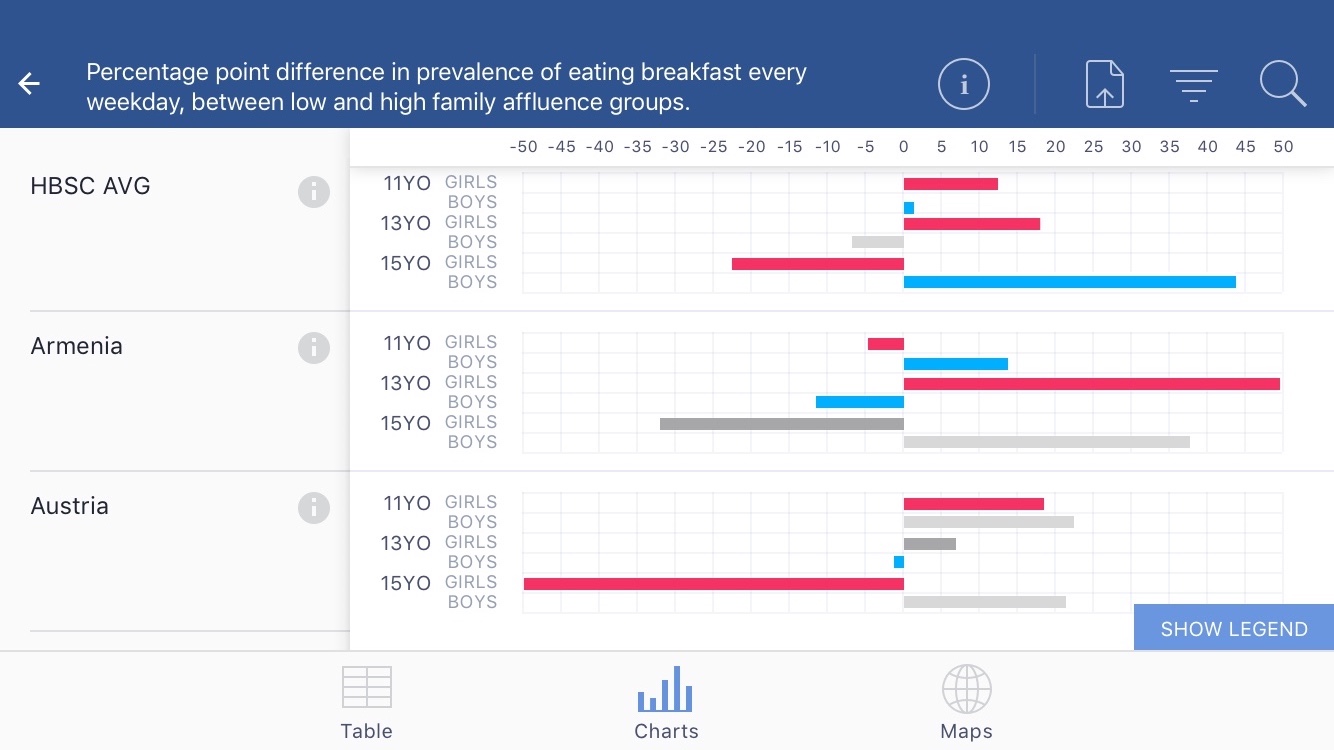 Percentage point difference in prevalence of eating breakfast every
weekday, between low and high family affluence groups.
-50 -45 -40 -35 -30 -25 -20 -15 -10 -5 0 5 10 15 20 25 30 35 40 45 50
HBSC AVG
11YO GIRLS
BOYS
13YO GIRLS
BOYS
15YO GIRLS
BOYS
Armenia
11YO GIRLS
BOYS
13YO GIRLS
BOYS
15YO GIRLS
BOYS
Austria
11YO GIRLS
BOYS
13YO GIRLS
BOYS
15YO GIRLS
BOYS
SHOW LEGEND
Table Charts Maps